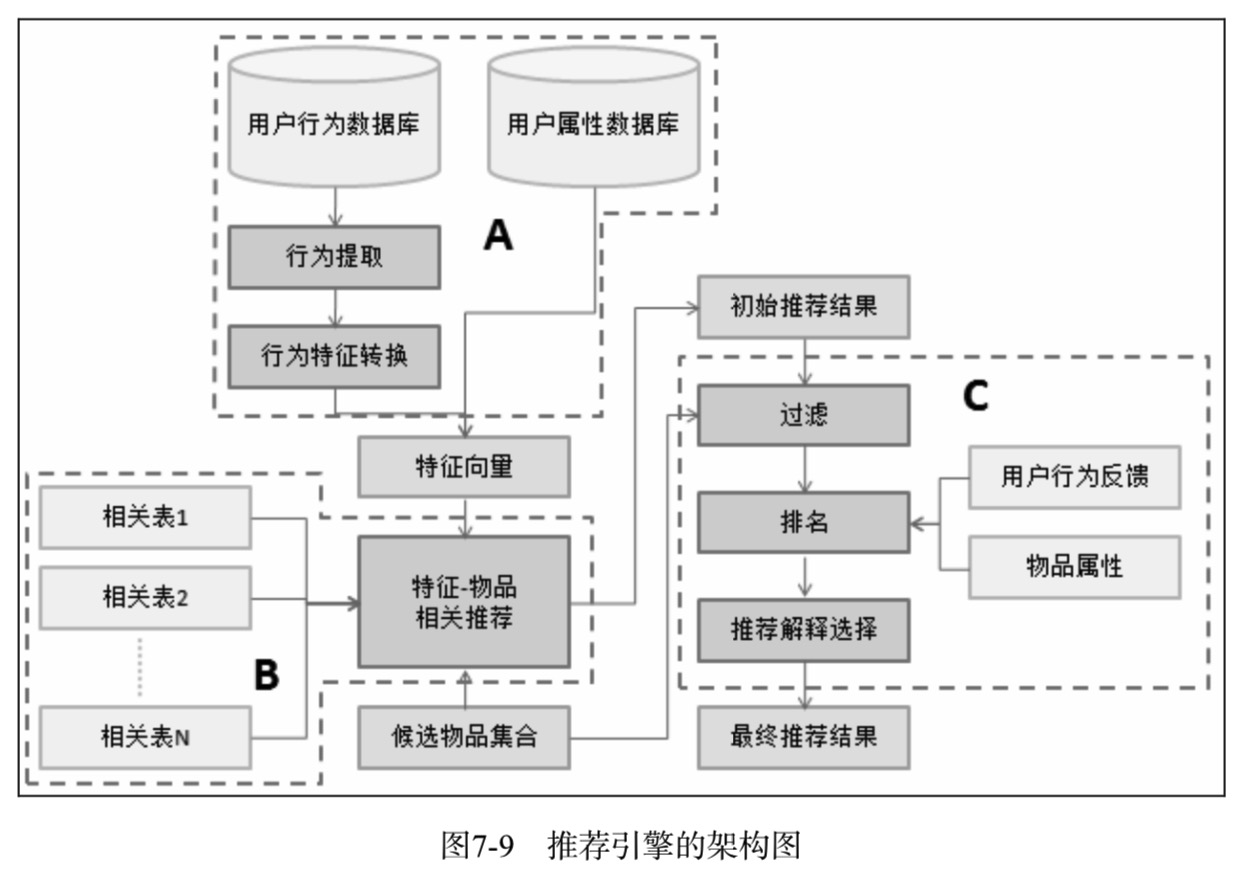 用户行为数据库
用户属性数据库
A
行为提取
行为特征转换
特征向量
相关表1
相关表2
B
相关表N
特征-物品
相关推荐
候选物品集合
初始推荐结果
C
过滤
排名
用户行为反馈
物品属性
推荐解释选择
最终推荐结果
图7-9 推荐引擎的架构图